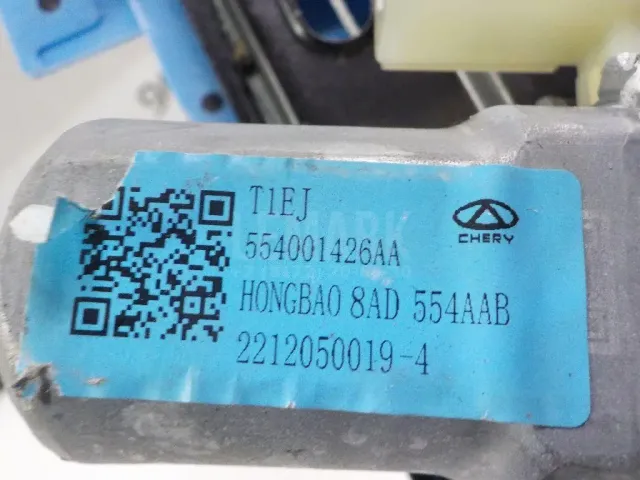 T1EJ
CHERY
554001426AA
HONGBAO 8AD 554AAB
2212050019-4